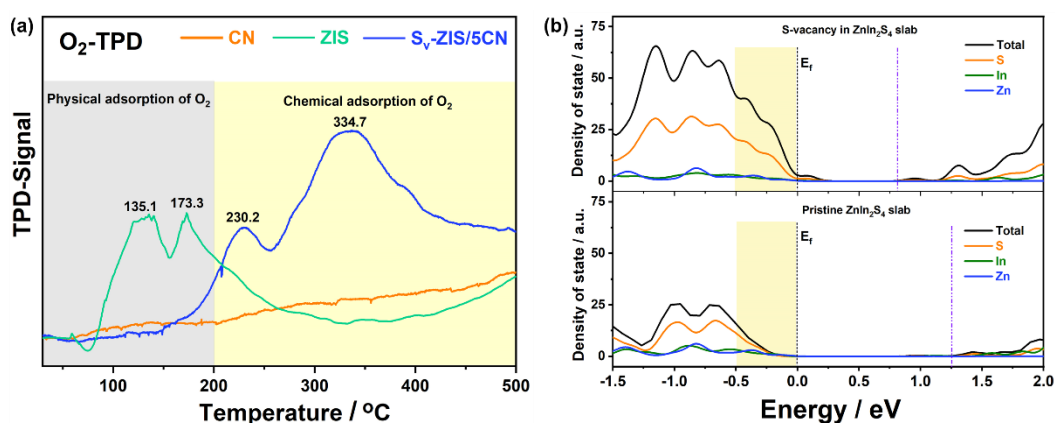 (a)
O₂-TPD
CN
ZIS
Sᵥ-ZIS/5CN
Physical adsorption of O₂
Chemical adsorption of O₂
135.1
173.3
230.2
334.7
TPD-Signal
100
200
300
400
500
Temperature / °C
(b)
S-vacancy in ZnIn₂S₄ slab
Total
S
In
Zn
E_f
75
50
25
0
Density of state / a.u.
Pristine ZnIn₂S₄ slab
Total
S
In
Zn
E_f
75
50
25
0
Density of state / a.u.
-1.5
-1.0
-0.5
0.0
0.5
1.0
1.5
2.0
Energy / eV